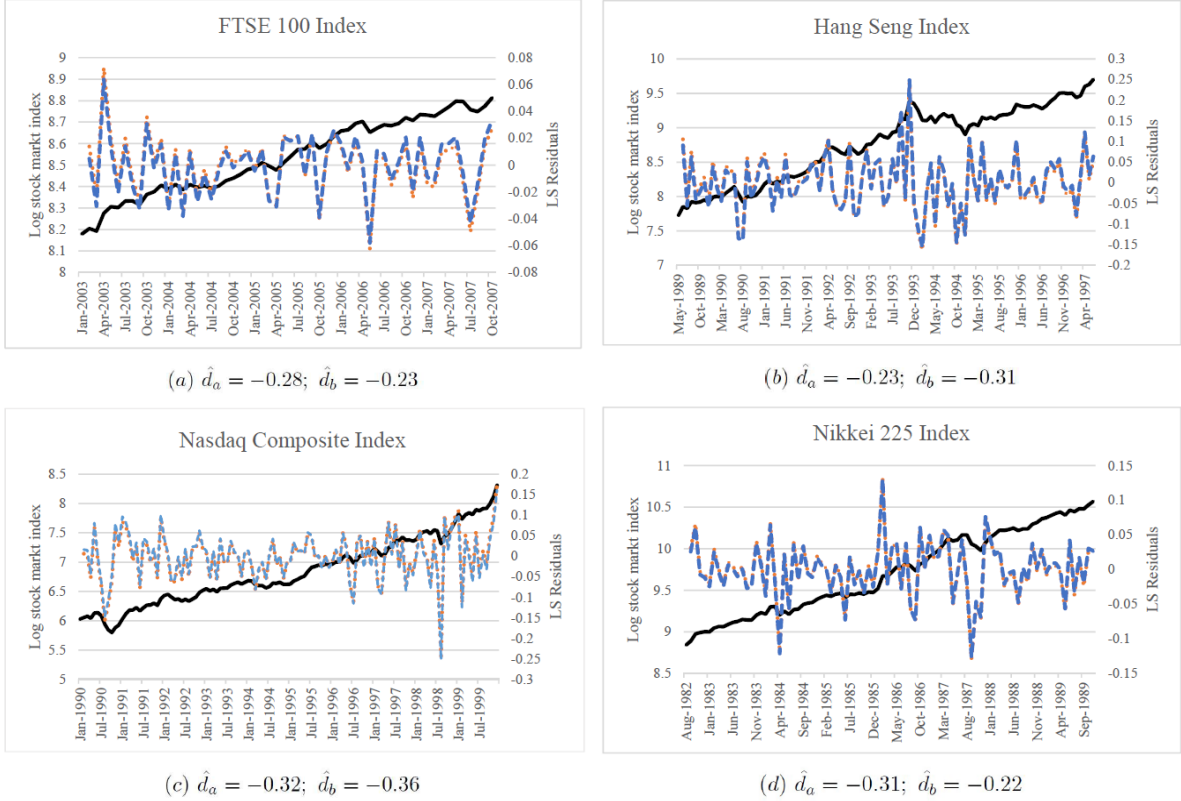 FTSE 100 Index
Log stock markt index
9
8.9
8.8
8.7
8.6
8.5
8.4
8.3
8.2
8.1
8
0.08
0.06
0.04
0.02
0
-0.02
-0.04
-0.06
-0.08
LS Residuals
Jan-2003
Apr-2003
Jul-2003
Oct-2003
Jan-2004
Apr-2004
Jul-2004
Oct-2004
Jan-2005
Apr-2005
Jul-2005
Oct-2005
Jan-2006
Apr-2006
Jul-2006
Oct-2006
Jan-2007
Apr-2007
Jul-2007
Oct-2007
(a) d̂ₐ = −0.28; d̂_b = −0.23
Hang Seng Index
Log stock markt index
10
9.5
9
8.5
8
7.5
7
0.3
0.25
0.2
0.15
0.1
0.05
0
-0.05
-0.1
-0.15
-0.2
LS Residuals
May-1989
Oct-1989
Mar-1990
Aug-1990
Jan-1991
Jun-1991
Nov-1991
Apr-1992
Sep-1992
Feb-1993
Jul-1993
Dec-1993
May-1994
Oct-1994
Mar-1995
Aug-1995
Jan-1996
Jun-1996
Nov-1996
Apr-1997
(b) d̂ₐ = −0.23; d̂_b = −0.31
Nasdaq Composite Index
Log stock markt index
8.5
8
7.5
7
6.5
6
5.5
5
0.2
0.15
0.1
0.05
0
-0.05
-0.1
-0.15
-0.2
-0.25
-0.3
LS Residuals
Jan-1990
Jul-1990
Jan-1991
Jul-1991
Jan-1992
Jul-1992
Jan-1993
Jul-1993
Jan-1994
Jul-1994
Jan-1995
Jul-1995
Jan-1996
Jul-1996
Jan-1997
Jul-1997
Jan-1998
Jul-1998
Jan-1999
Jul-1999
(c) d̂ₐ = −0.32; d̂_b = −0.36
Nikkei 225 Index
Log stock markt index
11
10.5
10
9.5
9
8.5
0.15
0.1
0.05
0
-0.05
-0.1
-0.15
LS Residuals
Aug-1982
Jan-1983
Jun-1983
Nov-1983
Apr-1984
Sep-1984
Feb-1985
Jul-1985
Dec-1985
May-1986
Oct-1986
Mar-1987
Aug-1987
Jan-1988
Jun-1988
Nov-1988
Apr-1989
Sep-1989
(d) d̂ₐ = −0.31; d̂_b = −0.22